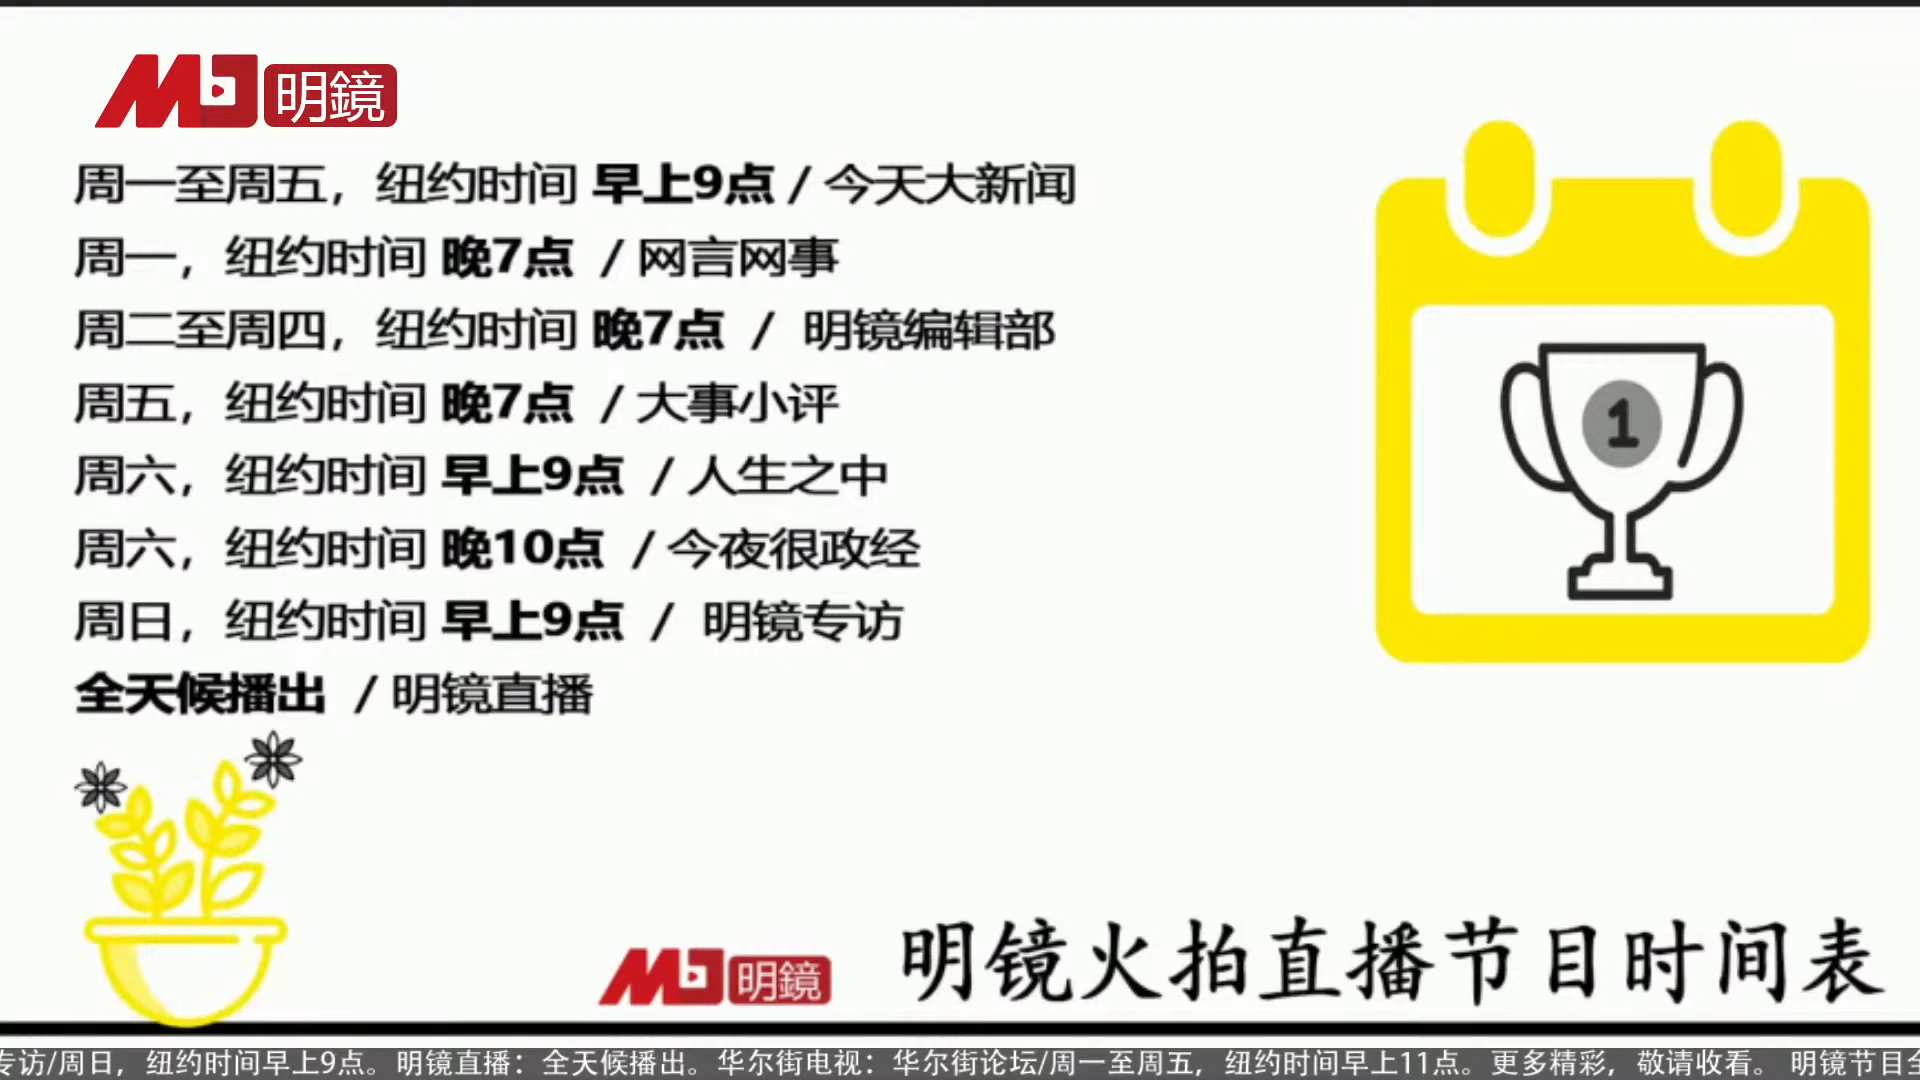 MJ 明鏡
周一至周五，纽约时间 早上9点 / 今天大新闻
周一，纽约时间 晚7点 / 网言网事
周二至周四，纽约时间 晚7点 / 明镜编辑部
周五，纽约时间 晚7点 / 大事小评
周六，纽约时间 早上9点 / 人生之中
周六，纽约时间 晚10点 / 今夜很政经
周日，纽约时间 早上9点 / 明镜专访
全天候播出 / 明镜直播
1
MJ 明鏡
明镜火拍直播节目时间表
专访/周日，纽约时间早上9点。明镜直播：全天候播出。华尔街电视：华尔街论坛/周一至周五，纽约时间早上11点。更多精彩，敬请收看。 明镜节目全